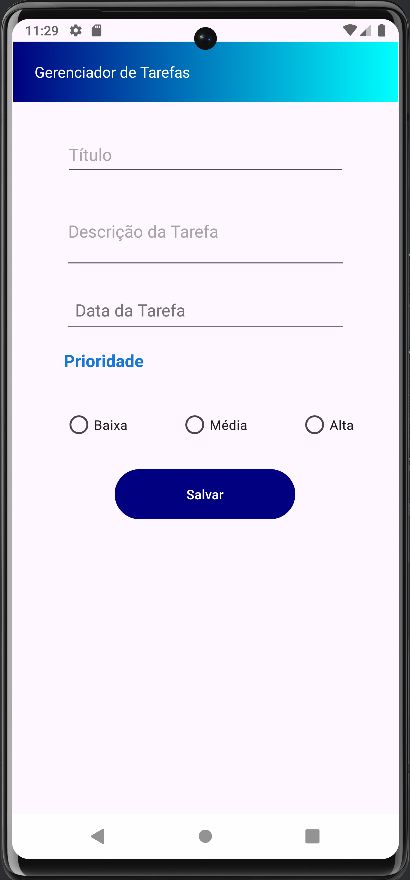 11:29
Gerenciador de Tarefas
Título
Descrição da Tarefa
Data da Tarefa
Prioridade
Baixa Média Alta
Salvar